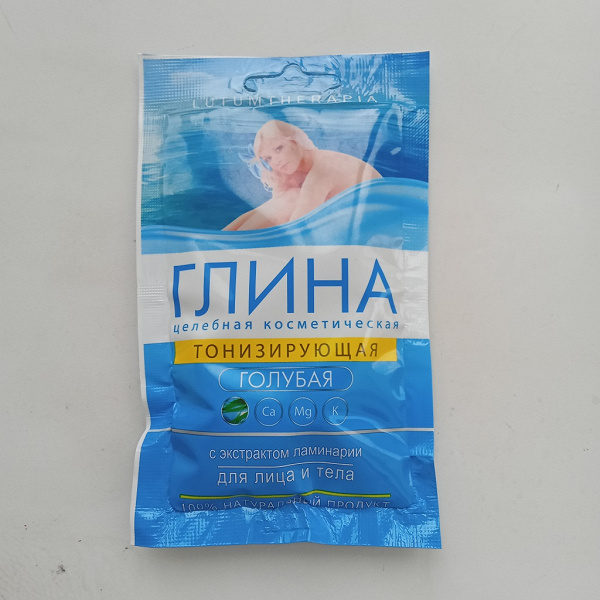 LUTUMTHERAPIA
ГЛИНА
целебная косметическая
ТОНИЗИРУЮЩАЯ
ГОЛУБАЯ
Ca Mg K
с экстрактом ламинарии
для лица и тела
100% НАТУРАЛЬНЫЙ ПРОДУКТ